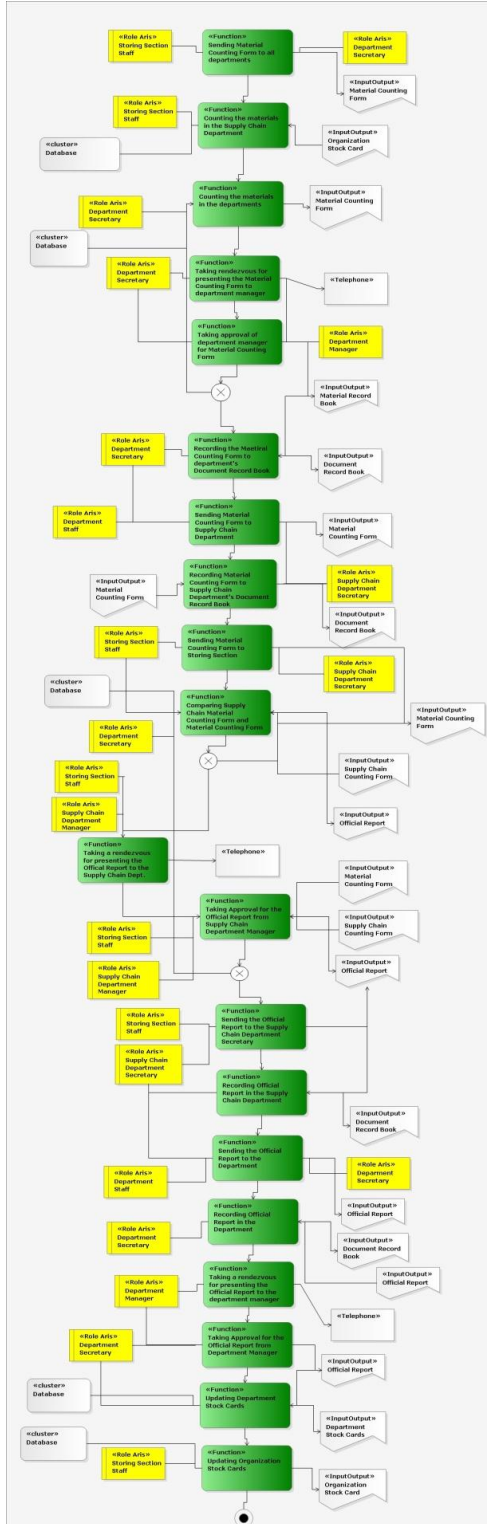 «Role Aris»
Storing Section
Staff
«Function»
Sending Material
Counting Form to all
departments
«Role Aris»
Department
Secretary
«InputOutput»
Material Counting
Form
«Role Aris»
Storing Section
Staff
«Function»
Counting the materials
in the Supply Chain
Department
«InputOutput»
Organization
Stock Card
«cluster»
Database
«Function»
Counting the materials
in the departments
«InputOutput»
Material Counting
Form
«Role Aris»
Department
Secretary
«cluster»
Database
«Role Aris»
Department
Secretary
«Function»
Taking rendezvous for
presenting the Material
Counting Form to
department manager
«Telephone»
«Function»
Taking approval of
department manager
for Material Counting
Form
«Role Aris»
Department
Manager
«InputOutput»
Material Record
Book
«Role Aris»
Department
Secretary
«Function»
Recording the Maetiral
Counting Form to
department's
Document Record Book
«InputOutput»
Document
Record Book
«Role Aris»
Department
Staff
«Function»
Sending Material
Counting Form to
Supply Chain
Department
«InputOutput»
Material
Counting Form
«InputOutput»
Material
Counting Form
«Function»
Recording Material
Counting Form to
Supply Chain
Department's Document
Record Book
«Role Aris»
Supply Chain
Department
Secretary
«InputOutput»
Document
Record Book
«Role Aris»
Storing Section
Staff
«Function»
Sending Material
Counting Form to
Storing Section
«Role Aris»
Supply Chain
Department
Secretary
«cluster»
Database
«Function»
Comparing Supply
Chain Material
Counting Form and
Material Counting Form
«InputOutput»
Material Counting
Form
«Role Aris»
Department
Secretary
«InputOutput»
Supply Chain
Counting Form
«Role Aris»
Storing Section
Staff
«Role Aris»
Supply Chain
Department
Manager
«InputOutput»
Official Report
«Function»
Taking a rendezvous
for presenting the
Offical Report to the
Supply Chain Dept.
«Telephone»
«InputOutput»
Material
Counting Form
«Function»
Taking Approval for the
Official Report from
Supply Chain
Department Manager
«InputOutput»
Supply Chain
Counting Form
«Role Aris»
Storing Section
Staff
«Role Aris»
Supply Chain
Department
Manager
«InputOutput»
Official Report
«Role Aris»
Storing Section
Staff
«Function»
Sending the Official
Report to the Supply
Chain Department
Secretary
«Role Aris»
Supply Chain
Department
Secretary
«Function»
Recording Official
Report in the Supply
Chain Department
«InputOutput»
Document
Record Book
«Function»
Sending the Official
Report to the
Department
«Role Aris»
Department
Staff
«Role Aris»
Deparment
Secretary
«InputOutput»
Official Report
«Role Aris»
Department
Secretary
«Function»
Recording Official
Report in the
Department
«InputOutput»
Document Record
Book
«InputOutput»
Official Report
«Role Aris»
Department
Manager
«Function»
Taking a rendezvous
for presenting the
Official Report to the
department manager
«Telephone»
«Role Aris»
Department
Secretary
«Function»
Taking Approval for the
Official Report from
Department Manager
«InputOutput»
Official Report
«cluster»
Database
«Function»
Updating Department
Stock Cards
«InputOutput»
Department
Stock Cards
«cluster»
Database
«Role Aris»
Storing Section
Staff
«Function»
Updating Organization
Stock Cards
«InputOutput»
Organization
Stock Card